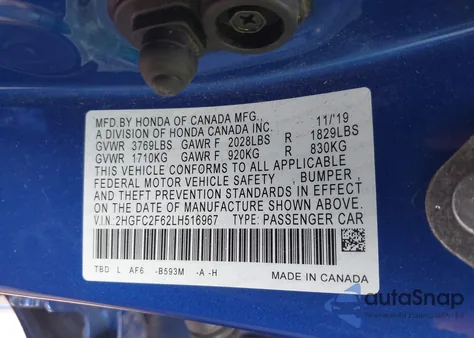 MFD. BY HONDA OF CANADA MFG., 11/'19
A DIVISION OF HONDA CANADA INC.
GVWR 3769LBS GAWR F 2028LBS R 1829LBS
GVWR 1710KG GAWR F 920KG R 830KG
THIS VEHICLE CONFORMS TO ALL APPLICABLE
FEDERAL MOTOR VEHICLE SAFETY , BUMPER ,
AND THEFT PREVENTION STANDARDS IN EFFECT
ON THE DATE OF MANUFACTURE SHOWN ABOVE.
V.I.N: 2HGFC2F62LH516967 TYPE: PASSENGER CAR
TBD L AF6 -B593M -A -H
MADE IN CANADA
autoSnap